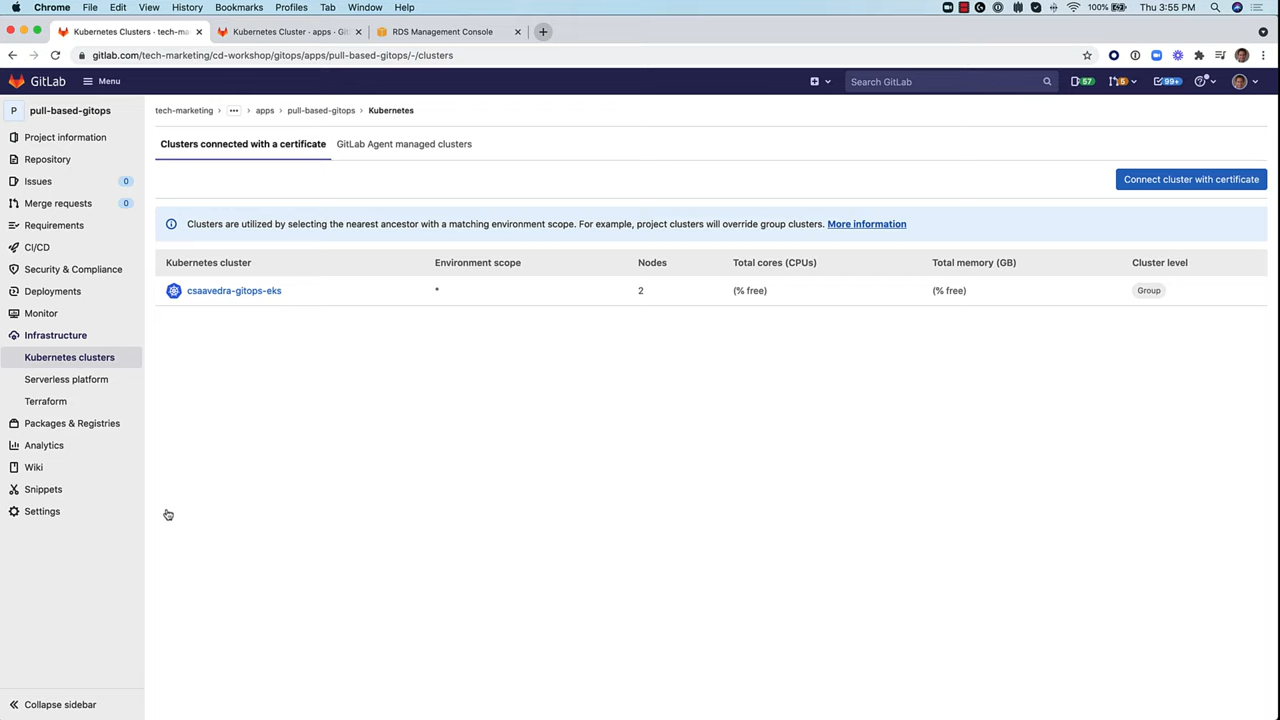 Chrome File Edit View History Bookmarks Profiles Tab Window Help 100% Thu 3:55 PM
Kubernetes Clusters · tech-ma Kubernetes Cluster · apps · Git RDS Management Console
gitlab.com/tech-marketing/cd-workshop/gitops/apps/pull-based-gitops/-/clusters
GitLab Menu Search GitLab 57 5 99+
P pull-based-gitops
Project information
Repository
Issues 0
Merge requests 0
Requirements
CI/CD
Security & Compliance
Deployments
Monitor
Infrastructure
Kubernetes clusters
Serverless platform
Terraform
Packages & Registries
Analytics
Wiki
Snippets
Settings
Collapse sidebar
tech-marketing › ••• › apps › pull-based-gitops › Kubernetes
Clusters connected with a certificate GitLab Agent managed clusters
Connect cluster with certificate
Clusters are utilized by selecting the nearest ancestor with a matching environment scope. For example, project clusters will override group clusters. More information
Kubernetes cluster Environment scope Nodes Total cores (CPUs) Total memory (GB) Cluster level
csaavedra-gitops-eks * 2 (% free) (% free) Group